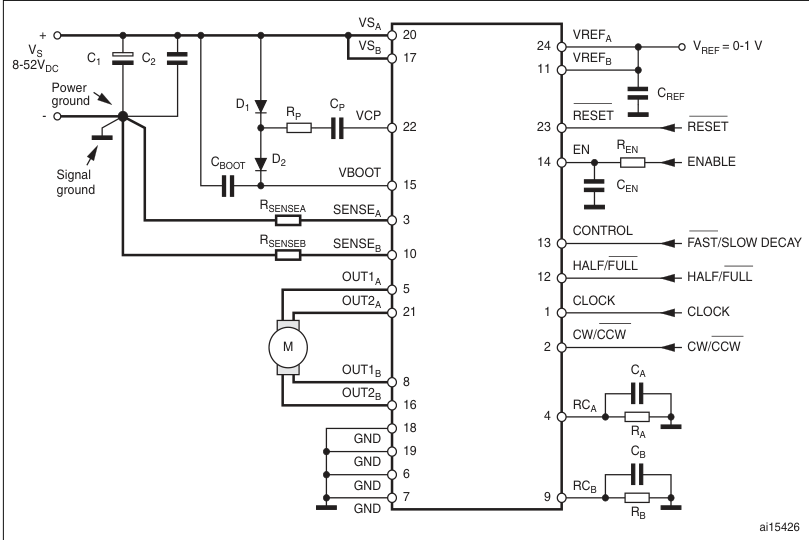 +
V_S
8-52V_DC
-
C_1
C_2
Power
ground
Signal
ground
D_1
R_P
C_P
D_2
C_BOOT
R_SENSEA
R_SENSEB
M
VS_A
20
VS_B
17
VCP
22
VBOOT
15
SENSE_A
3
SENSE_B
10
OUT1_A
5
OUT2_A
21
OUT1_B
8
OUT2_B
16
18
GND
19
GND
6
GND
7
GND
24
VREF_A
V_REF = 0-1 V
11
VREF_B
C_REF
23
RESET
RESET
14
EN
R_EN
ENABLE
C_EN
13
CONTROL
FAST/SLOW DECAY
12
HALF/FULL
HALF/FULL
1
CLOCK
CLOCK
2
CW/CCW
CW/CCW
C_A
4
RC_A
R_A
C_B
9
RC_B
R_B
ai15426